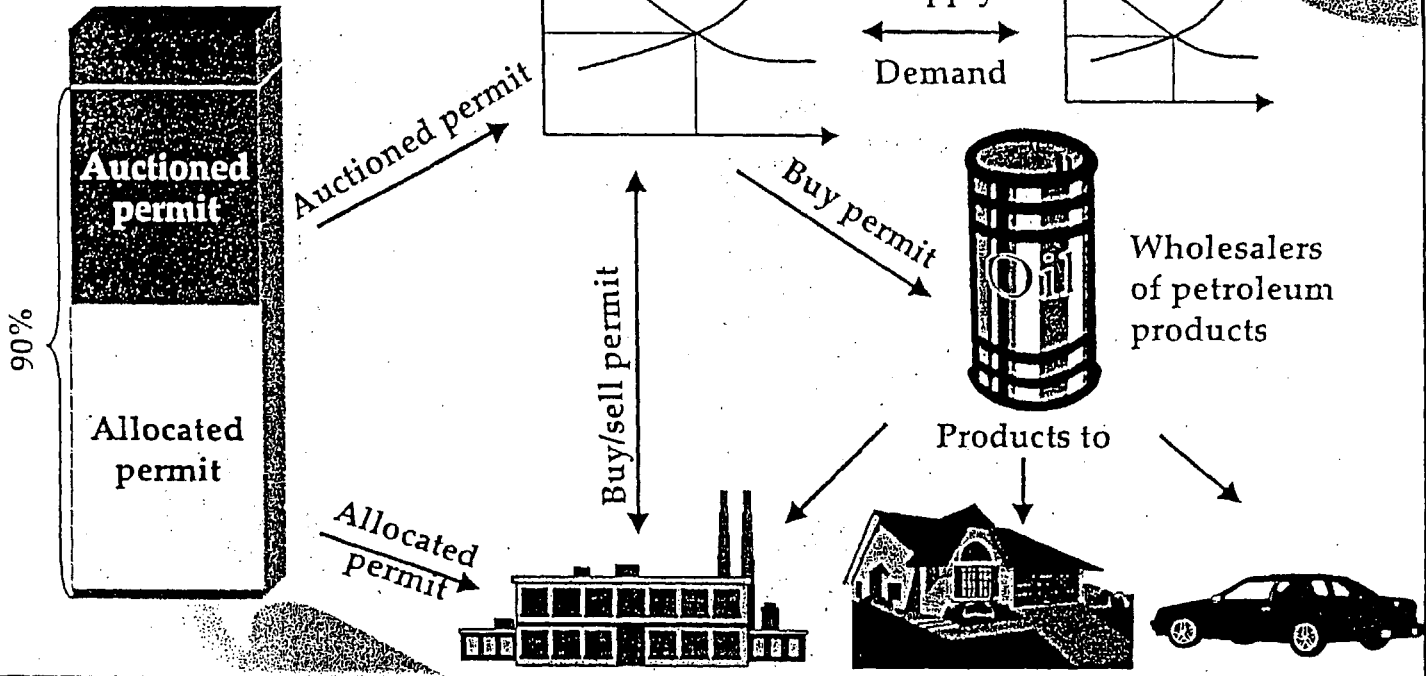 Demand
Auctioned permit
Auctioned
permit
Buy permit
Oil
Wholesalers
of petroleum
products
90%
Buy/sell permit
Allocated
permit
Products to
Allocated
permit